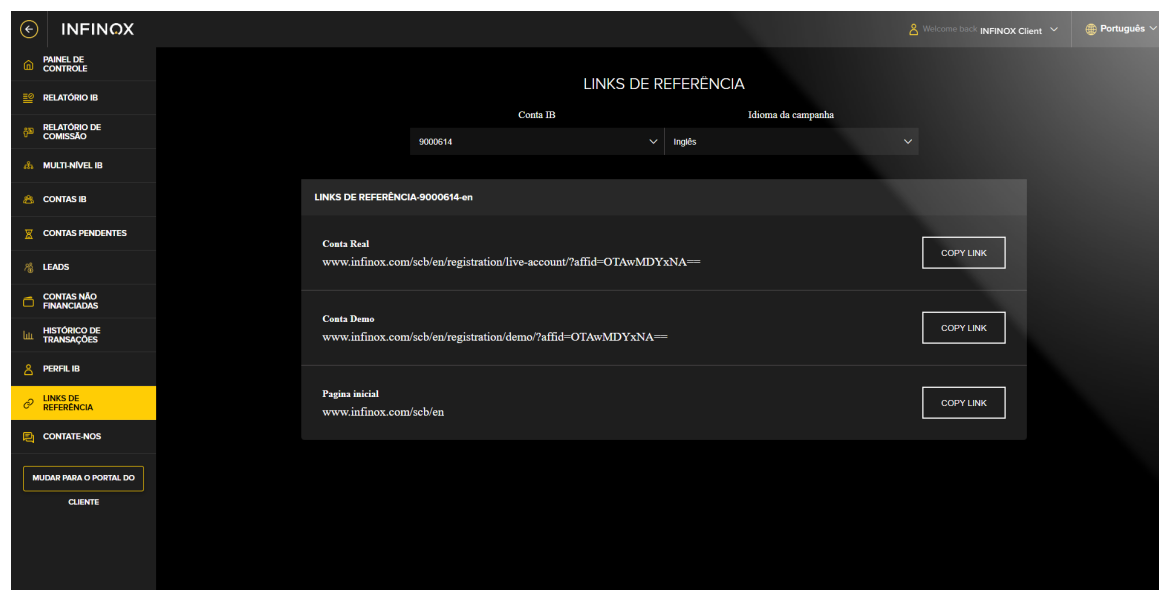 INFINOX
Welcome back INFINOX Client
Português
PAINEL DE
CONTROLE
RELATÓRIO IB
RELATÓRIO DE
COMISSÃO
MULTI-NÍVEL IB
CONTAS IB
CONTAS PENDENTES
LEADS
CONTAS NÃO
FINANCIADAS
HISTÓRICO DE
TRANSAÇÕES
PERFIL IB
LINKS DE
REFERÊNCIA
CONTATE-NOS
MUDAR PARA O PORTAL DO
CLIENTE
LINKS DE REFERÊNCIA
Conta IB
Idioma da campanha
9000614
Inglês
LINKS DE REFERÊNCIA-9000614-en
Conta Real
www.infinox.com/scb/en/registration/live-account/?affid=OTAwMDYxNA==
COPY LINK
Conta Demo
www.infinox.com/scb/en/registration/demo/?affid=OTAwMDYxNA==
COPY LINK
Pagina inicial
www.infinox.com/scb/en
COPY LINK